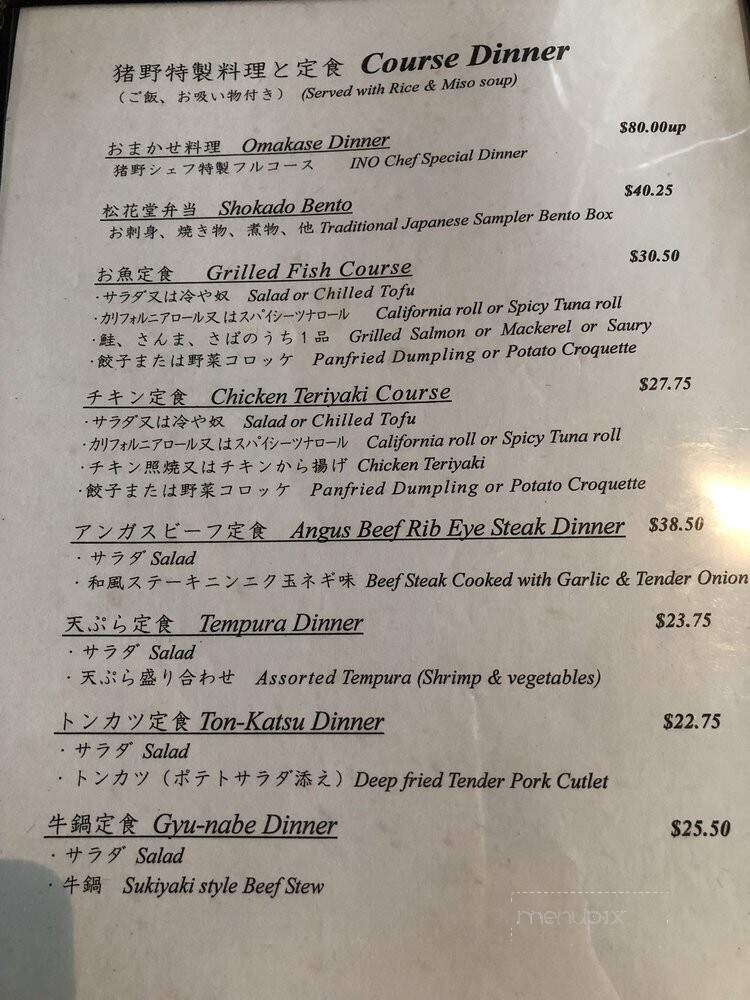 猪野特製料理と定食 Course Dinner
(ご飯、お吸い物付き) (Served with Rice & Miso soup)
おまかせ料理 Omakase Dinner $80.00up
猪野シェフ特製フルコース INO Chef Special Dinner
松花堂弁当 Shokado Bento $40.25
お刺身、焼き物、煮物、他 Traditional Japanese Sampler Bento Box
お魚定食 Grilled Fish Course $30.50
・サラダ又は冷や奴 Salad or Chilled Tofu
・カリフォルニアロール又はスパイシーツナロール California roll or Spicy Tuna roll
・鮭、さんま、さばのうち1品 Grilled Salmon or Mackerel or Saury
・餃子または野菜コロッケ Panfried Dumpling or Potato Croquette
チキン定食 Chicken Teriyaki Course $27.75
・サラダ又は冷や奴 Salad or Chilled Tofu
・カリフォルニアロール又はスパイシーツナロール California roll or Spicy Tuna roll
・チキン照焼又はチキンから揚げ Chicken Teriyaki
・餃子または野菜コロッケ Panfried Dumpling or Potato Croquette
アンガスビーフ定食 Angus Beef Rib Eye Steak Dinner $38.50
・サラダ Salad
・和風ステーキニンニク玉ネギ味 Beef Steak Cooked with Garlic & Tender Onion
天ぷら定食 Tempura Dinner $23.75
・サラダ Salad
・天ぷら盛り合わせ Assorted Tempura (Shrimp & vegetables)
トンカツ定食 Ton-Katsu Dinner $22.75
・サラダ Salad
・トンカツ(ポテトサラダ添え) Deep fried Tender Pork Cutlet
牛鍋定食 Gyu-nabe Dinner $25.50
・サラダ Salad
・牛鍋 Sukiyaki style Beef Stew
menupix